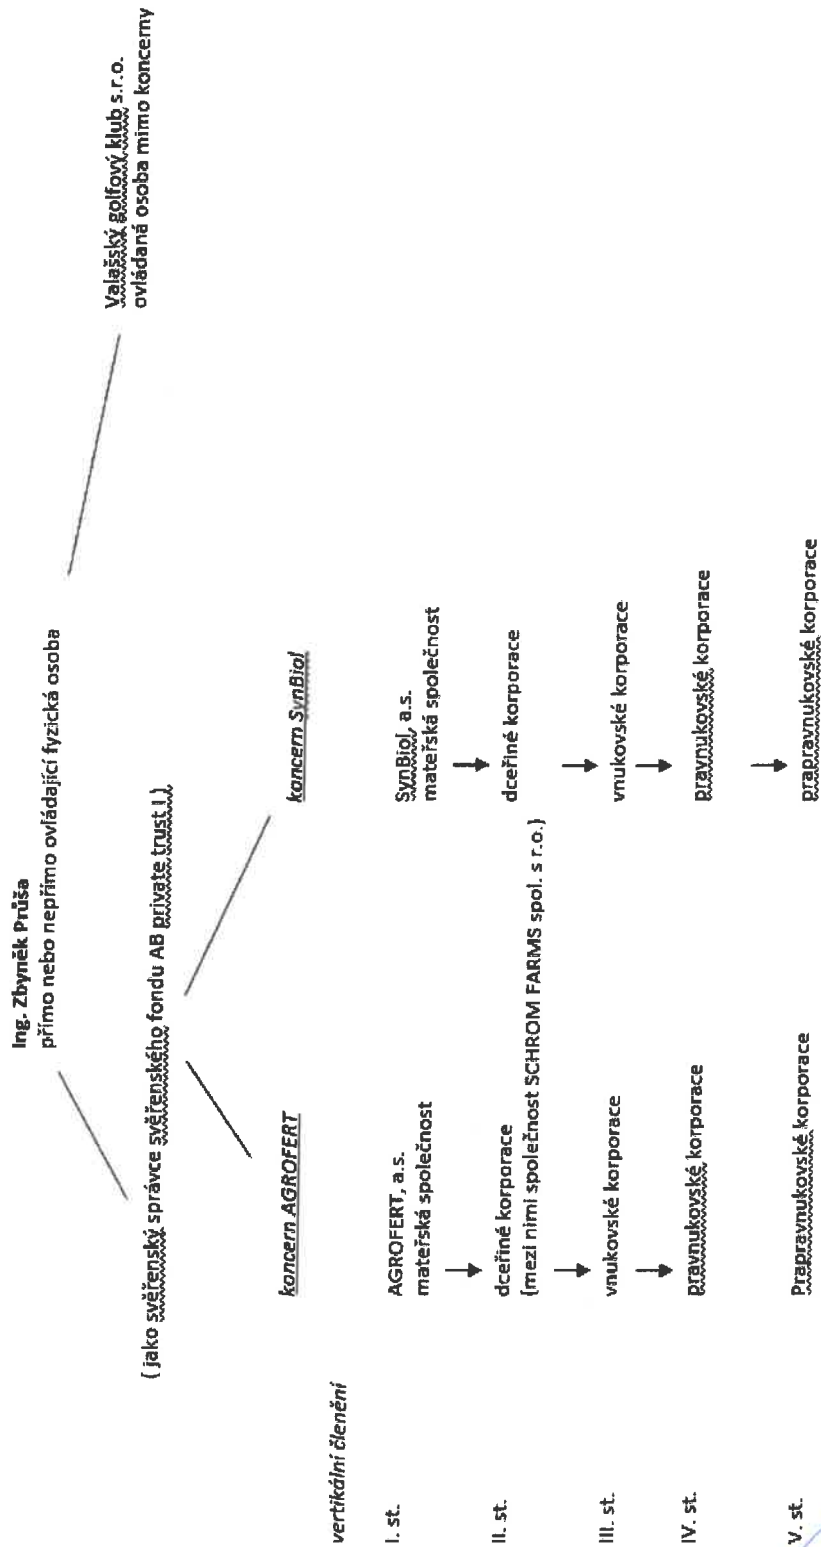 Ing. Zbyněk Průša
přímo nebo nepřímo ovládající fyzická osoba
( jako svěřenský správce svěřenského fondu AB private trust I )
Valašský golfový klub s.r.o.
ovládaná osoba mimo koncerny
koncern AGROFERT
koncern SynBiol
vertikální členění
I. st.
AGROFERT, a.s.
mateřská společnost
SynBiol, a.s.
mateřská společnost
II. st.
dceřiné korporace
(mezi nimi společnost SCHROM FARMS spol. s r.o.)
dceřiné korporace
III. st.
vnukovské korporace
vnukovské korporace
IV. st.
pravnukovské korporace
pravnukovské korporace
V. st.
Prapravnukovské korporace
prapravnukovské korporace